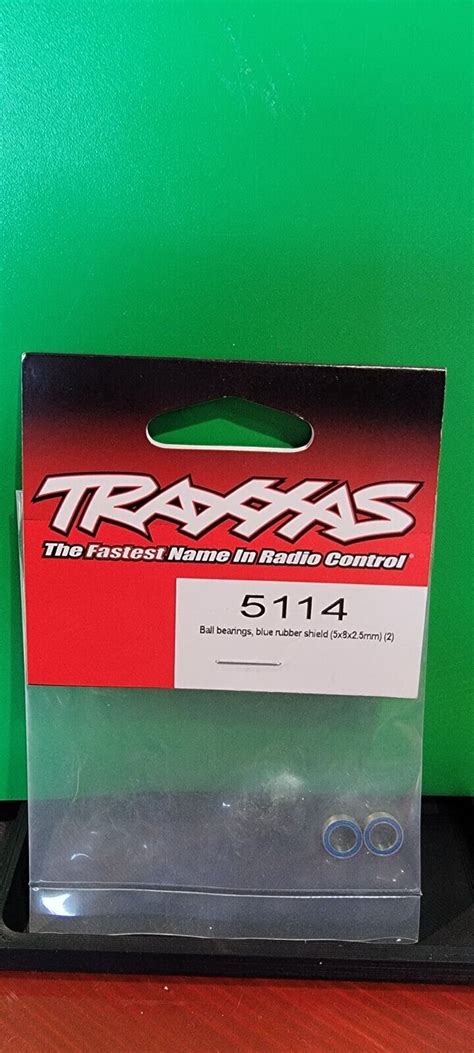 TRAXXAS
The Fastest Name In Radio Control
5114
Ball bearings, blue rubber shield (5x8x2.5mm) (2)